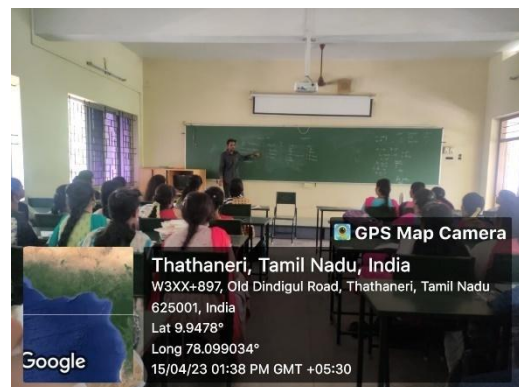 GPS Map Camera
Thathaneri, Tamil Nadu, India
W3XX+897, Old Dindigul Road, Thathaneri, Tamil Nadu
625001, India
Lat 9.9478°
Long 78.099034°
15/04/23 01:38 PM GMT +05:30
Google